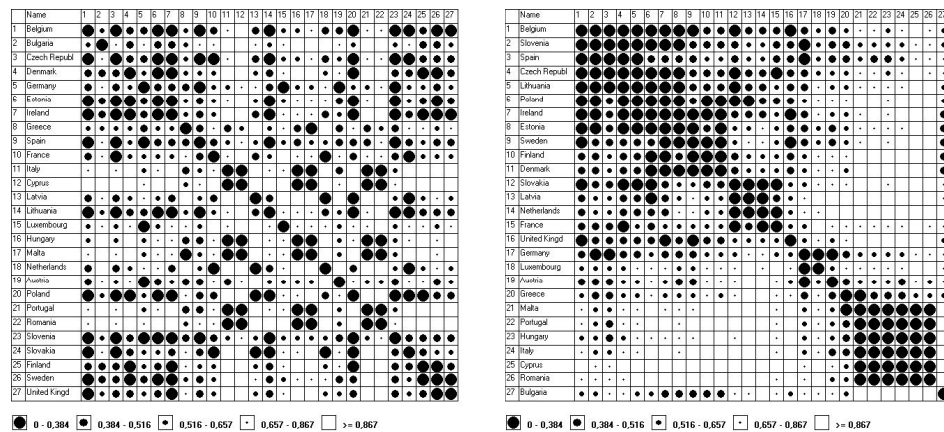 Name 1 2 3 4 5 6 7 8 9 10 11 12 13 14 15 16 17 18 19 20 21 22 23 24 25 26 27
1 Belgium
2 Bulgaria
3 Czech Republ
4 Denmark
5 Germany
6 Estonia
7 Ireland
8 Greece
9 Spain
10 France
11 Italy
12 Cyprus
13 Latvia
14 Lithuania
15 Luxembourg
16 Hungary
17 Malta
18 Netherlands
19 Austria
20 Poland
21 Portugal
22 Romania
23 Slovenia
24 Slovakia
25 Finland
26 Sweden
27 United Kingd
0 - 0,384 0,384 - 0,516 0,516 - 0,657 0,657 - 0,867 >= 0,867
Name 1 2 3 4 5 6 7 8 9 10 11 12 13 14 15 16 17 18 19 20 21 22 23 24 25 26 27
1 Belgium
2 Slovenia
3 Spain
4 Czech Republ
5 Lithuania
6 Poland
7 Ireland
8 Estonia
9 Sweden
10 Finland
11 Denmark
12 Slovakia
13 Latvia
14 Netherlands
15 France
16 United Kingd
17 Germany
18 Luxembourg
19 Austria
20 Greece
21 Malta
22 Portugal
23 Hungary
24 Italy
25 Cyprus
26 Romania
27 Bulgaria
0 - 0,384 0,384 - 0,516 0,516 - 0,657 0,657 - 0,867 >= 0,867